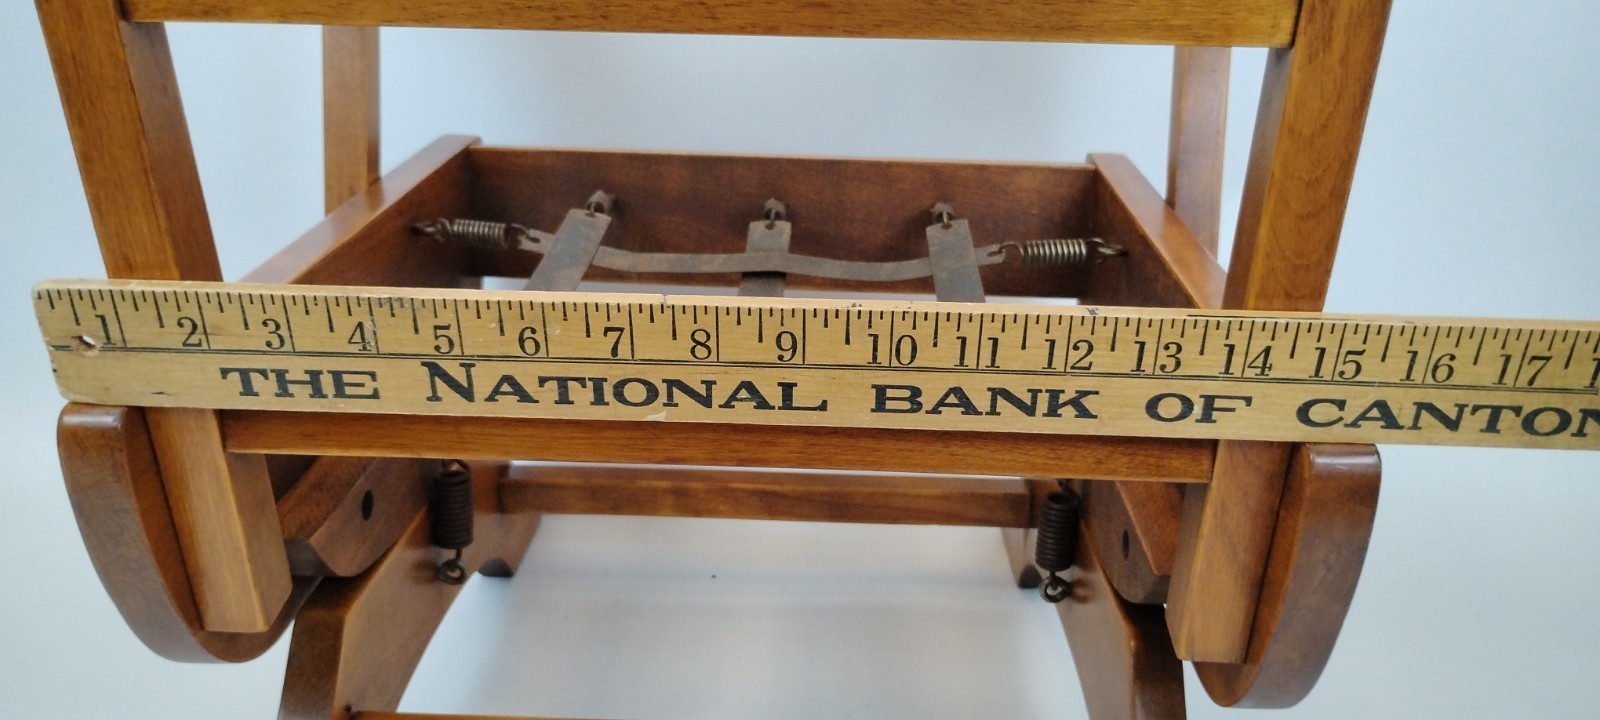 1 2 3 4 5 6 7 8 9 10 11 12 13 14 15 16 17
THE NATIONAL BANK OF CANTON